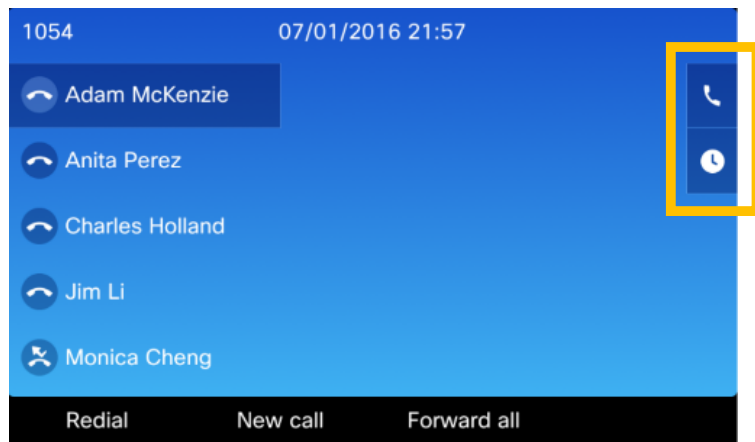 1054 07/01/2016 21:57
Adam McKenzie
Anita Perez
Charles Holland
Jim Li
Monica Cheng
Redial New call Forward all